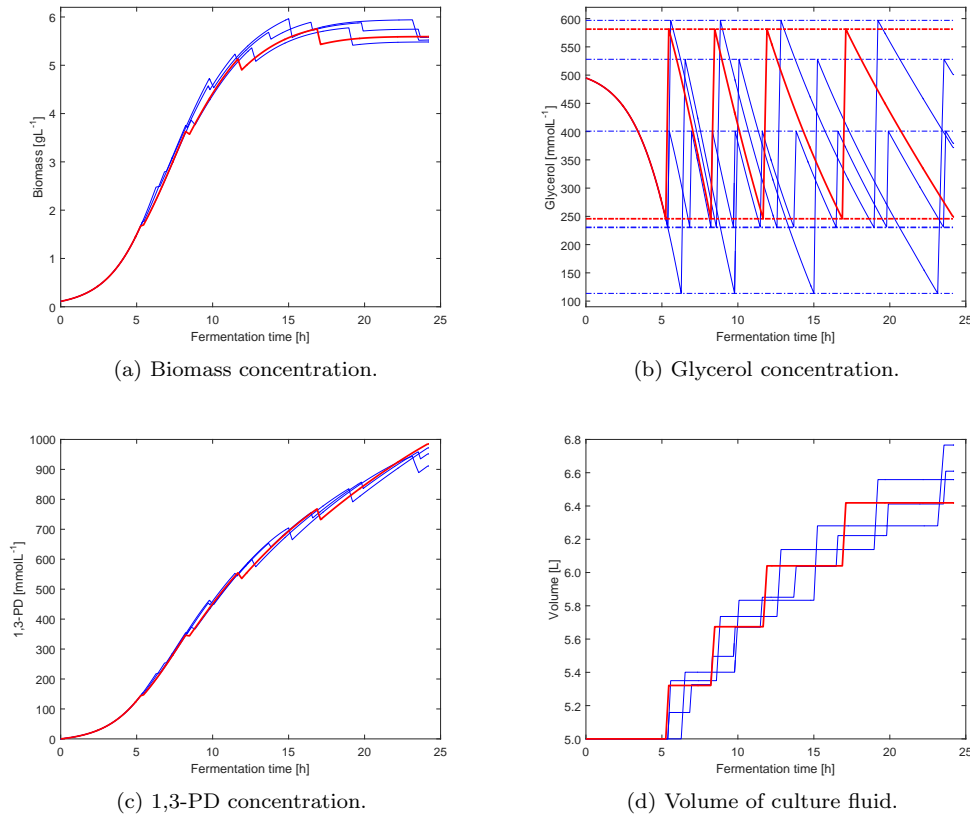 6
5
4
3
2
1
0
Biomass [gL⁻¹]
0 5 10 15 20 25
Fermentation time [h]
(a) Biomass concentration.
600
550
500
450
400
350
300
250
200
150
100
Glycerol [mmolL⁻¹]
0 5 10 15 20 25
Fermentation time [h]
(b) Glycerol concentration.
1000
900
800
700
600
500
400
300
200
100
0
1,3-PD [mmolL⁻¹]
0 5 10 15 20 25
Fermentation time [h]
(c) 1,3-PD concentration.
6.8
6.6
6.4
6.2
6.0
5.8
5.6
5.4
5.2
5.0
Volume [L]
0 5 10 15 20 25
Fermentation time [h]
(d) Volume of culture fluid.